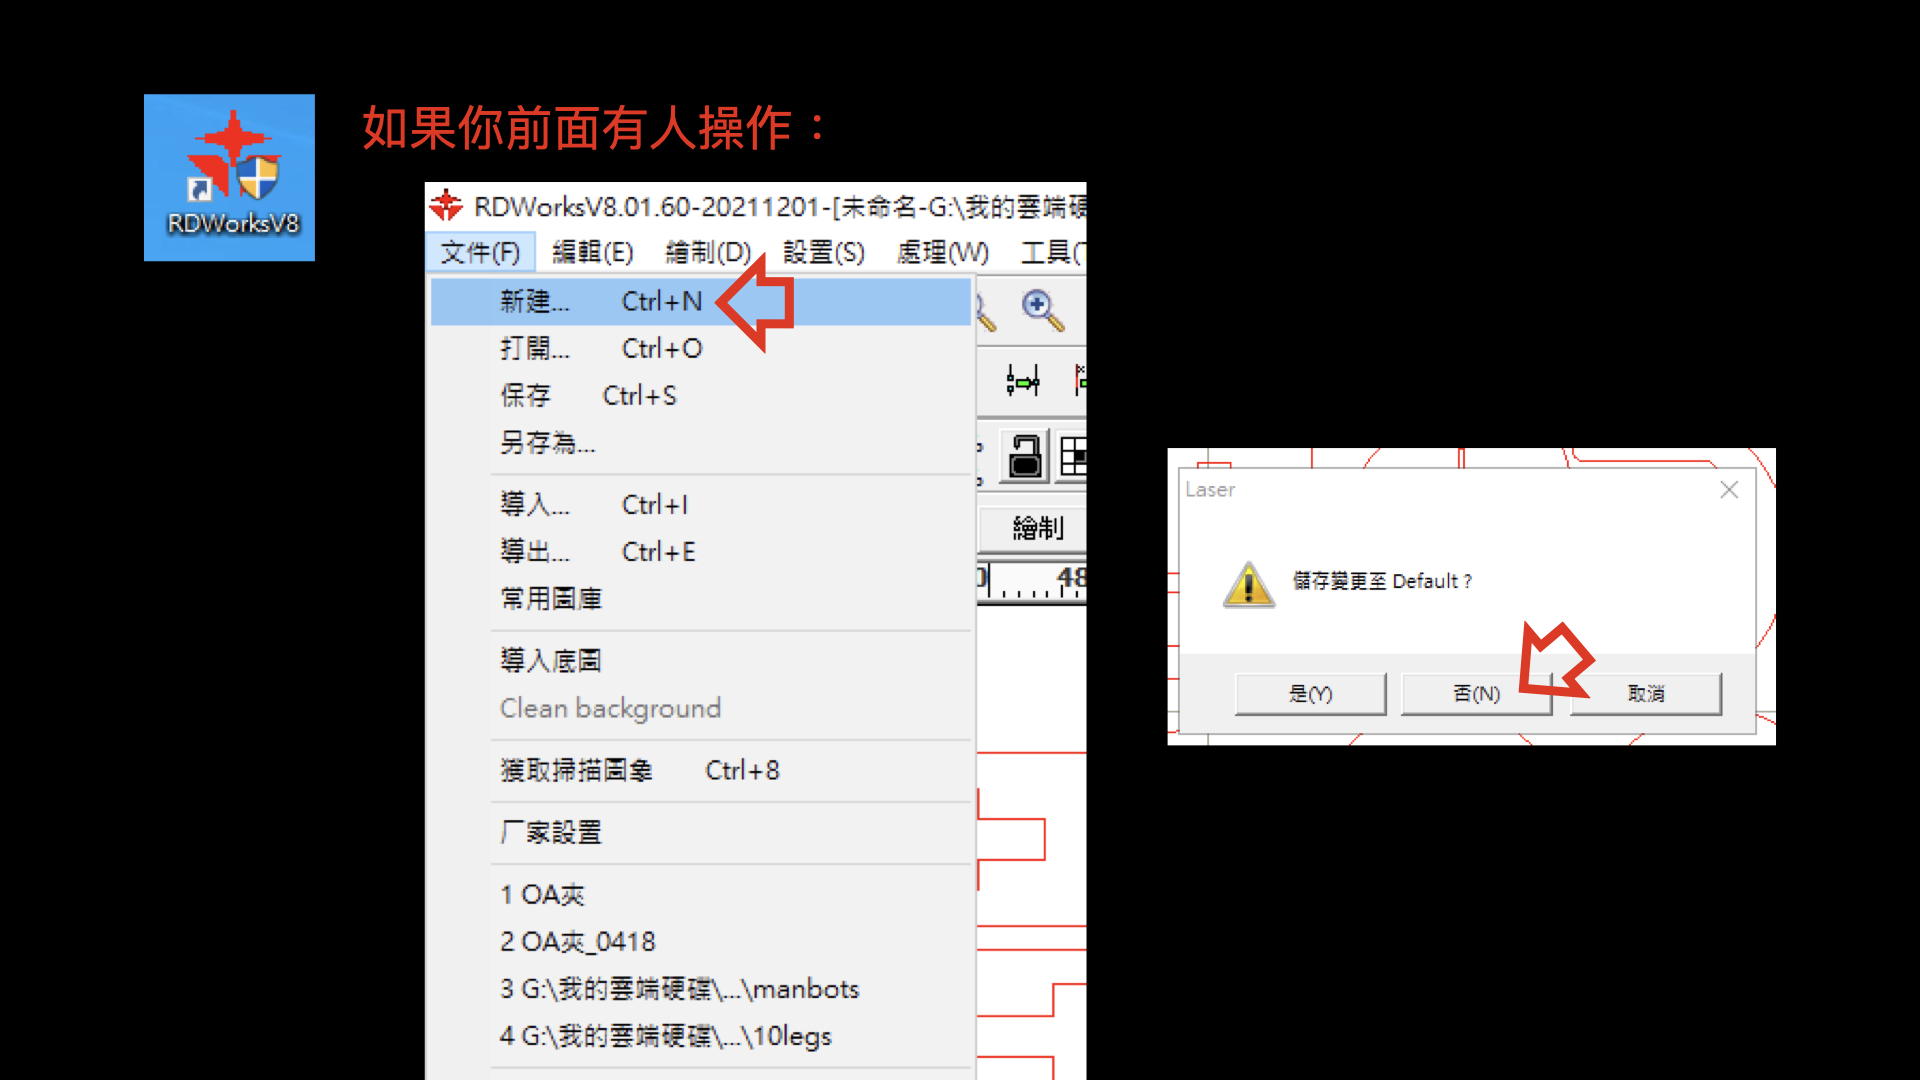 如果你前面有人操作：
RDWorksV8
RDWorksV8.01.60-20211201-[未命名-G:\我的雲端硬
文件(F) 編輯(E) 繪制(D) 設置(S) 處理(W) 工具(
新建... Ctrl+N
打開... Ctrl+O
保存 Ctrl+S
另存為...
導入... Ctrl+I
導出... Ctrl+E
常用圖庫
導入底圖
Clean background
獲取掃描圖象 Ctrl+8
厂家設置
1 OA夾
2 OA夾_0418
3 G:\我的雲端硬碟\...\manbots
4 G:\我的雲端硬碟\...\10legs
繪制
0 48
Laser
儲存變更至 Default？
是(Y) 否(N) 取消